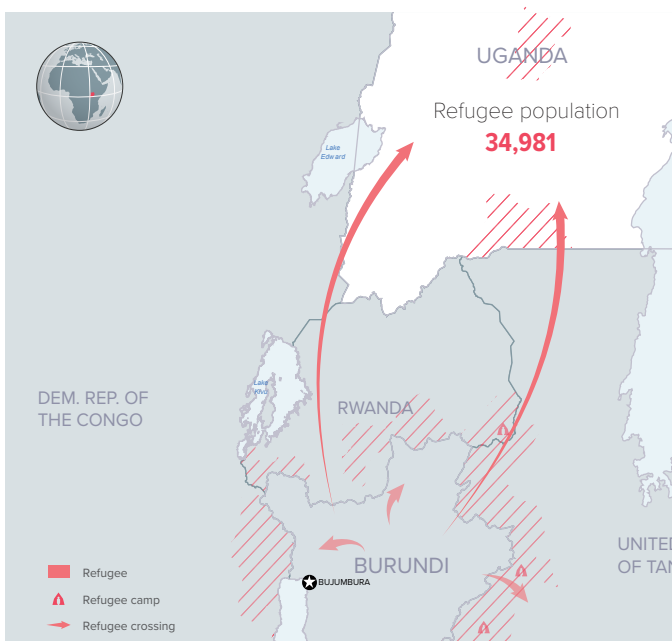 UGANDA
Refugee population
34,981
Lake
Edward
Lake
Kivu
DEM. REP. OF
THE CONGO
RWANDA
UNITED
OF TAN
BURUNDI
BUJUMBURA
Refugee
Refugee camp
Refugee crossing